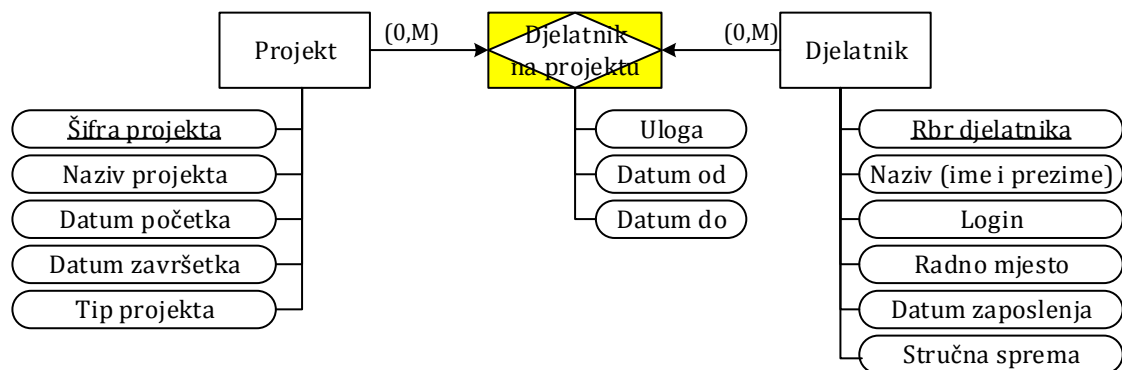 Projekt
(0,M)
Djelatnik
na projektu
(0,M)
Djelatnik
Šifra projekta
Naziv projekta
Datum početka
Datum završetka
Tip projekta
Uloga
Datum od
Datum do
Rbr djelatnika
Naziv (ime i prezime)
Login
Radno mjesto
Datum zaposlenja
Stručna sprema